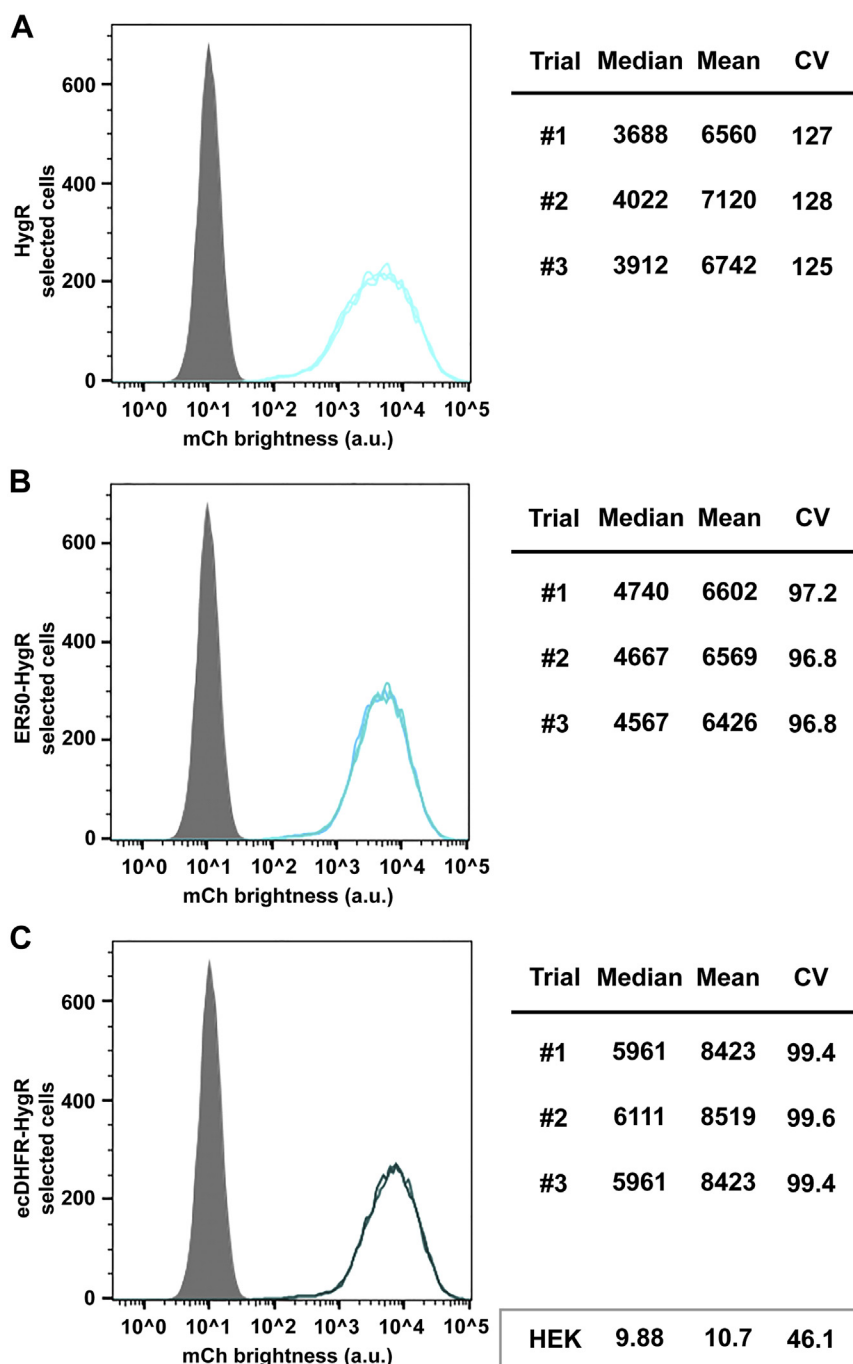 A
HygR
selected cells
600
400
200
0
10^0 10^1 10^2 10^3 10^4 10^5
mCh brightness (a.u.)
Trial Median Mean CV
#1 3688 6560 127
#2 4022 7120 128
#3 3912 6742 125
B
ER50-HygR
selected cells
600
400
200
0
10^0 10^1 10^2 10^3 10^4 10^5
mCh brightness (a.u.)
Trial Median Mean CV
#1 4740 6602 97.2
#2 4667 6569 96.8
#3 4567 6426 96.8
C
ecDHFR-HygR
selected cells
600
400
200
0
10^0 10^1 10^2 10^3 10^4 10^5
mCh brightness (a.u.)
Trial Median Mean CV
#1 5961 8423 99.4
#2 6111 8519 99.6
#3 5961 8423 99.4
HEK 9.88 10.7 46.1